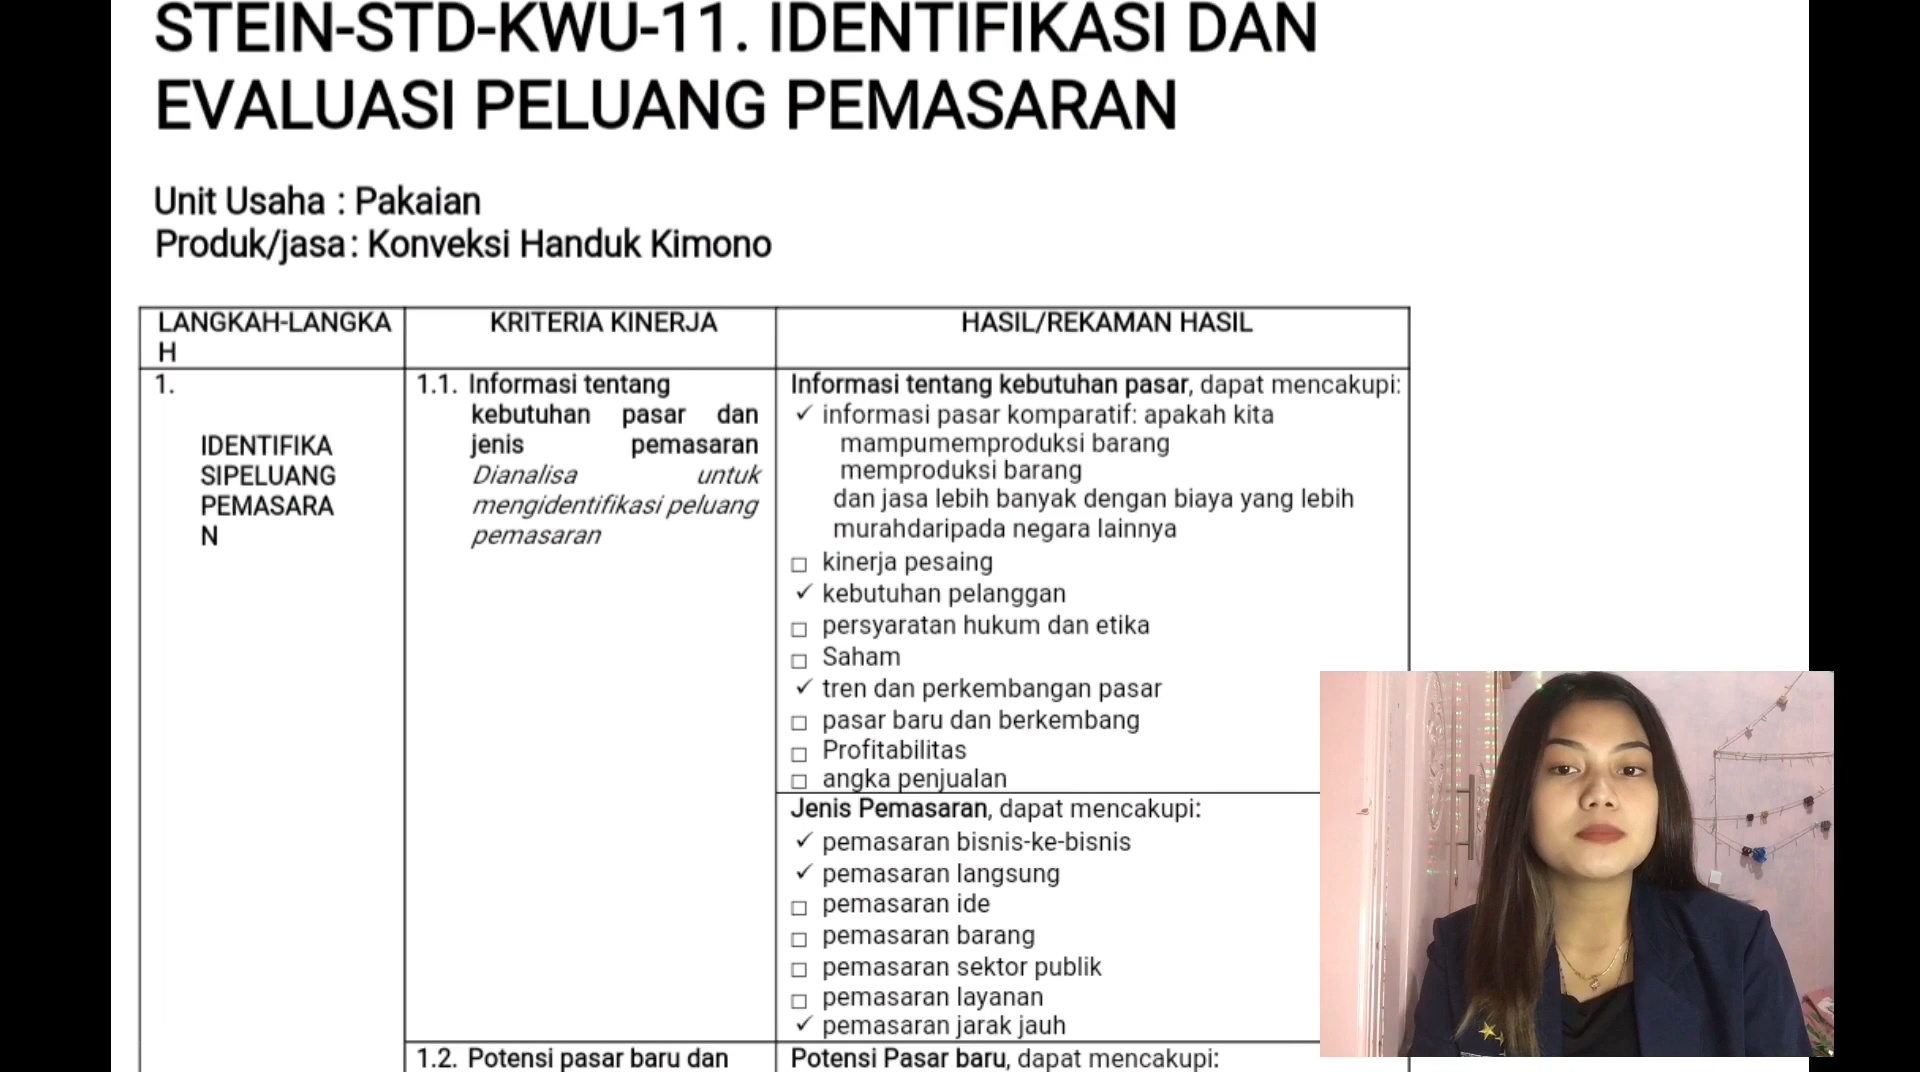 STEIN-STD-KWU-11. IDENTIFIKASI DAN
EVALUASI PELUANG PEMASARAN
Unit Usaha : Pakaian
Produk/jasa : Konveksi Handuk Kimono
LANGKAH-LANGKA
H
KRITERIA KINERJA
HASIL/REKAMAN HASIL
1.
IDENTIFIKA
SIPELUANG
PEMASARA
N
1.1. Informasi tentang
kebutuhan pasar dan
jenis pemasaran
Dianalisa untuk
mengidentifikasi peluang
pemasaran
Informasi tentang kebutuhan pasar, dapat mencakupi:
✓ informasi pasar komparatif: apakah kita
mampumemproduksi barang
memproduksi barang
dan jasa lebih banyak dengan biaya yang lebih
murahdaripada negara lainnya
□ kinerja pesaing
✓ kebutuhan pelanggan
□ persyaratan hukum dan etika
□ Saham
✓ tren dan perkembangan pasar
□ pasar baru dan berkembang
□ Profitabilitas
□ angka penjualan
Jenis Pemasaran, dapat mencakupi:
✓ pemasaran bisnis-ke-bisnis
✓ pemasaran langsung
□ pemasaran ide
□ pemasaran barang
□ pemasaran sektor publik
□ pemasaran layanan
✓ pemasaran jarak jauh
1.2. Potensi pasar baru dan
Potensi Pasar baru, dapat mencakupi: